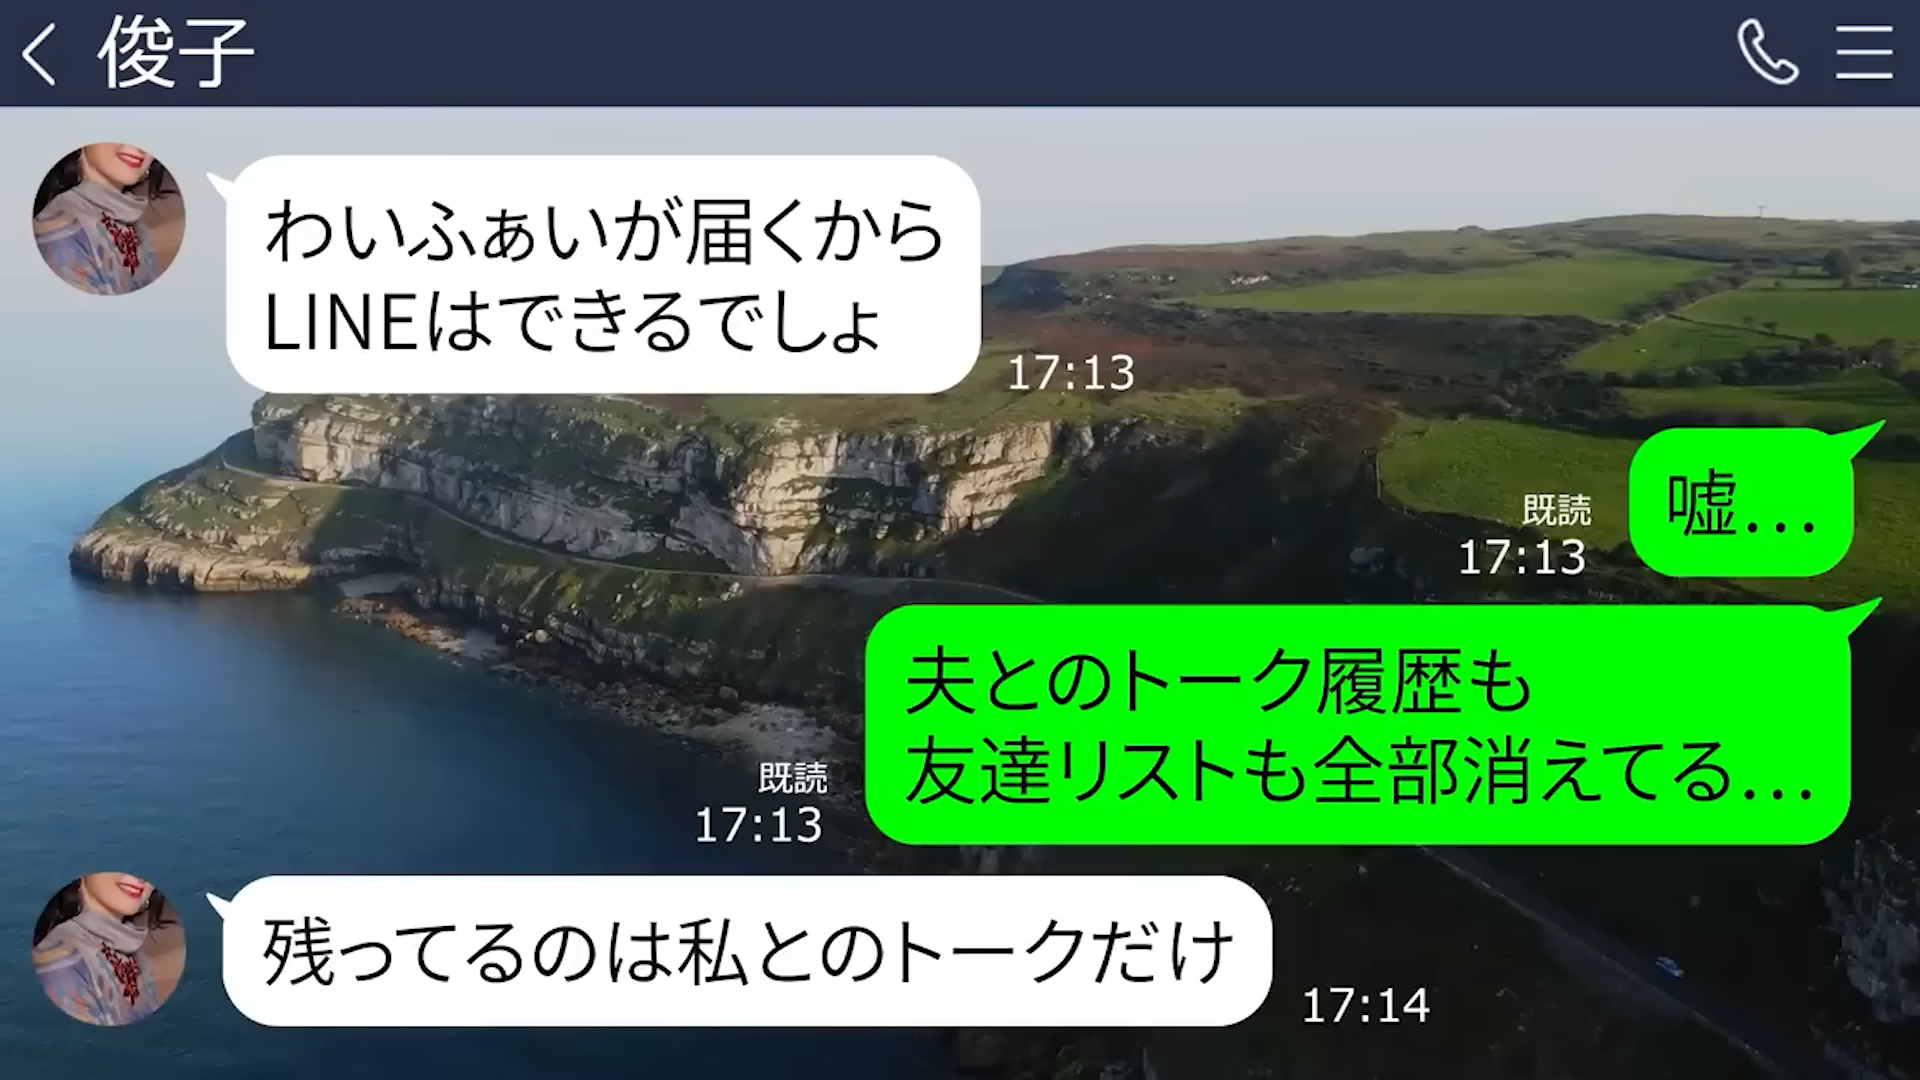 俊子
わいふぁいが届くから
LINEはできるでしょ
17:13
嘘...
既読
17:13
夫とのトーク履歴も
友達リストも全部消えてる...
既読
17:13
残ってるのは私とのトークだけ
17:14